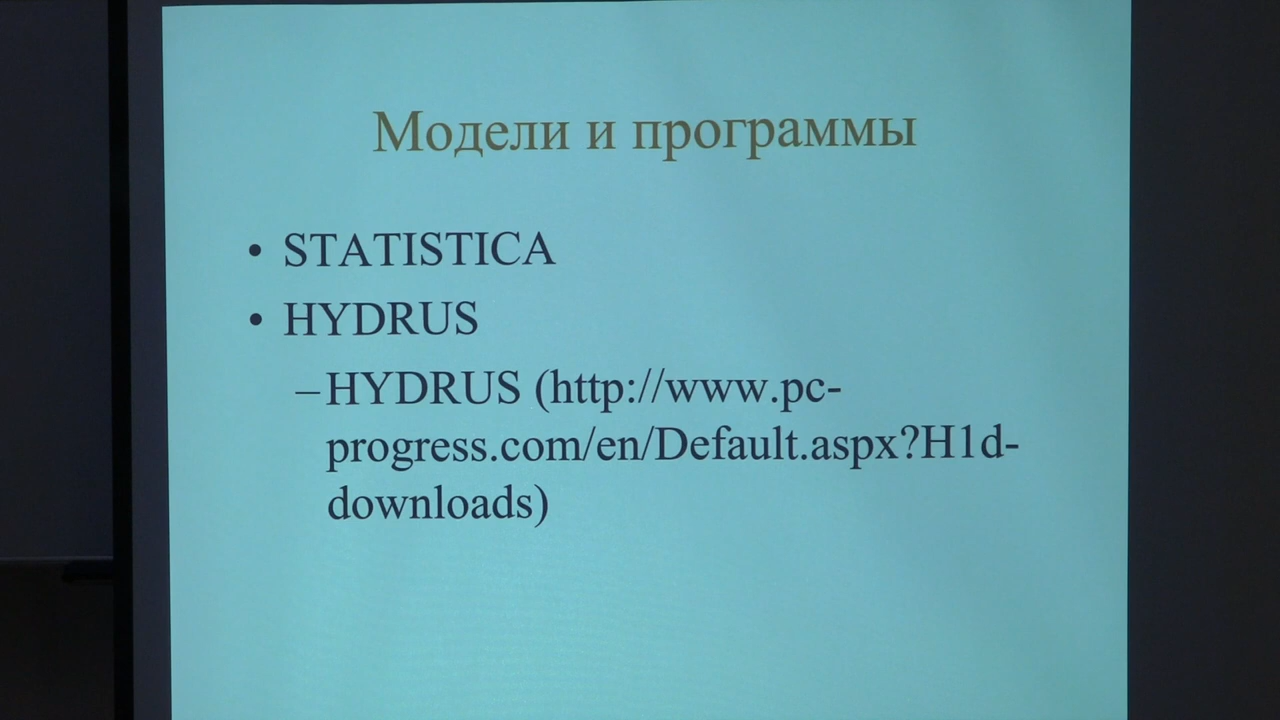 Модели и программы
• STATISTICA
• HYDRUS
–HYDRUS (http://www.pc-
progress.com/en/Default.aspx?H1d-
downloads)